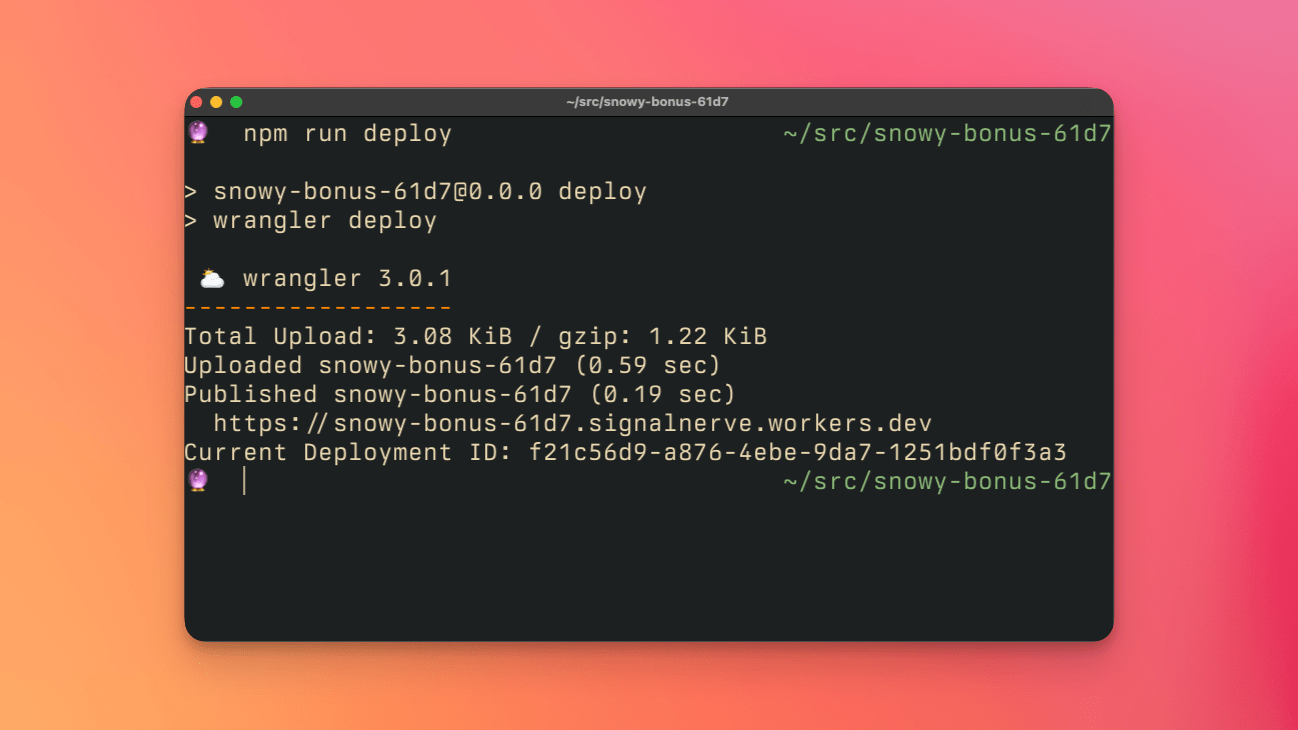 ~/src/snowy-bonus-61d7
🔮 npm run deploy ~/src/snowy-bonus-61d7
> snowy-bonus-61d7@0.0.0 deploy
> wrangler deploy
⛅️ wrangler 3.0.1
------------------
Total Upload: 3.08 KiB / gzip: 1.22 KiB
Uploaded snowy-bonus-61d7 (0.59 sec)
Published snowy-bonus-61d7 (0.19 sec)
https://snowy-bonus-61d7.signalnerve.workers.dev
Current Deployment ID: f21c56d9-a876-4ebe-9da7-1251bdf0f3a3
🔮 ~/src/snowy-bonus-61d7